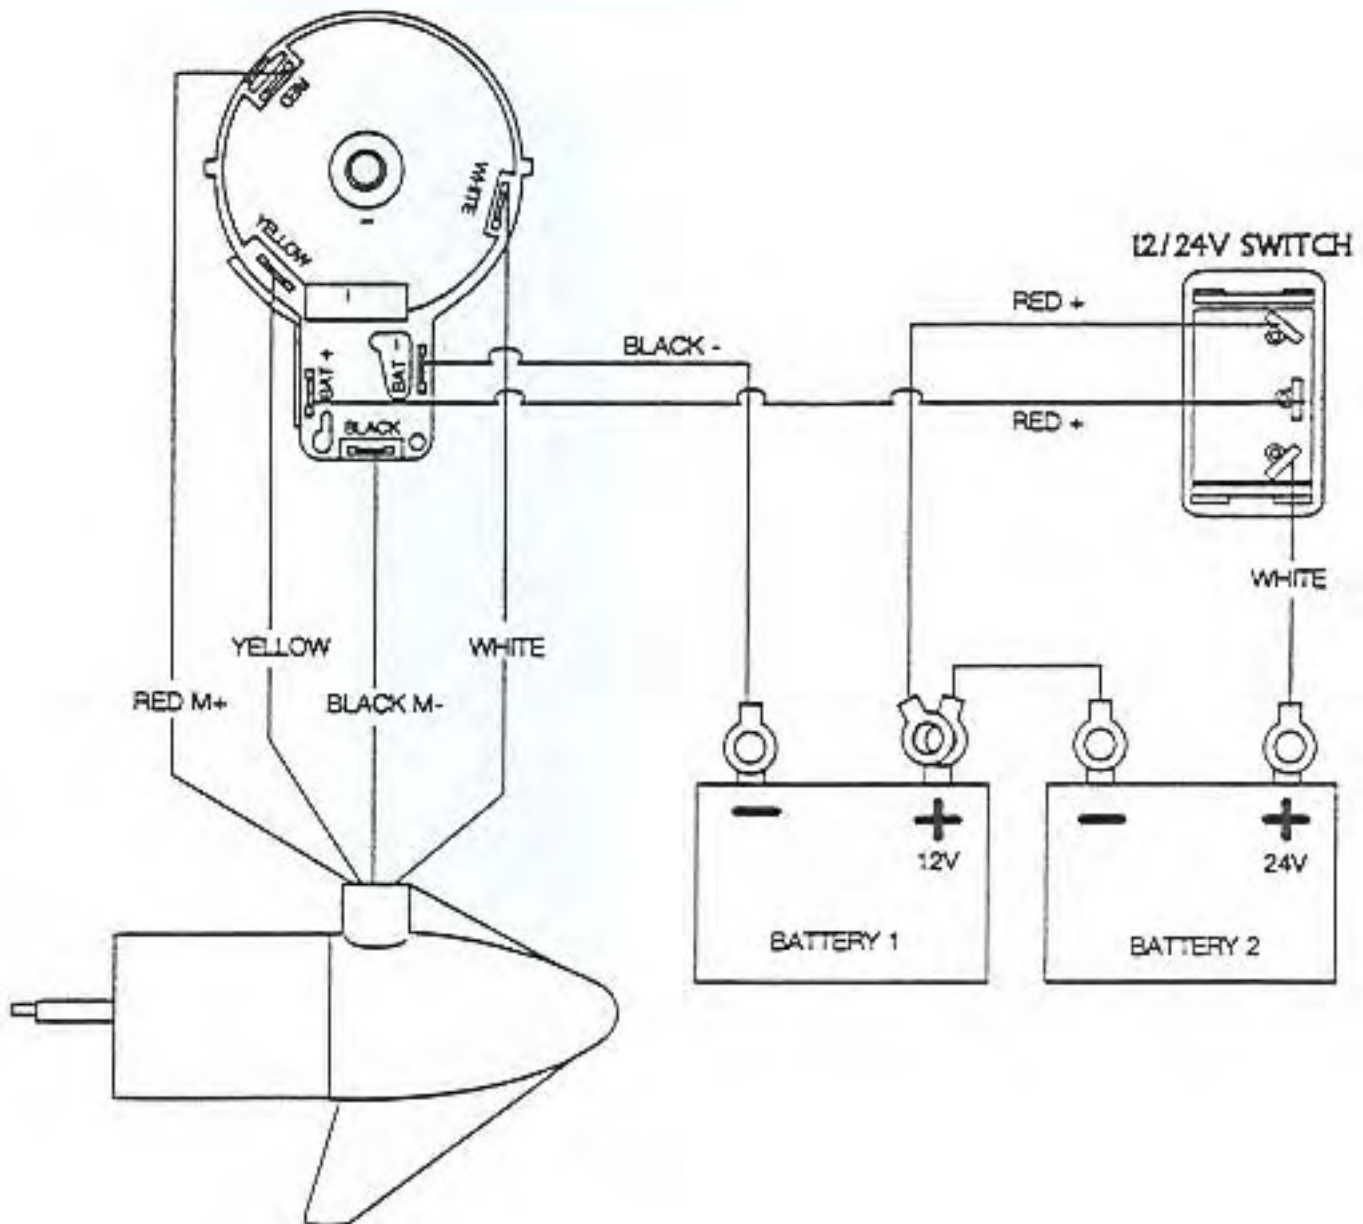 RED
WHITE
YELLOW
12/24V SWITCH
RED +
BLACK -
BAT +
BAT -
RED +
BLACK
WHITE
YELLOW
WHITE
RED M+
BLACK M-
12V
24V
BATTERY 1
BATTERY 2